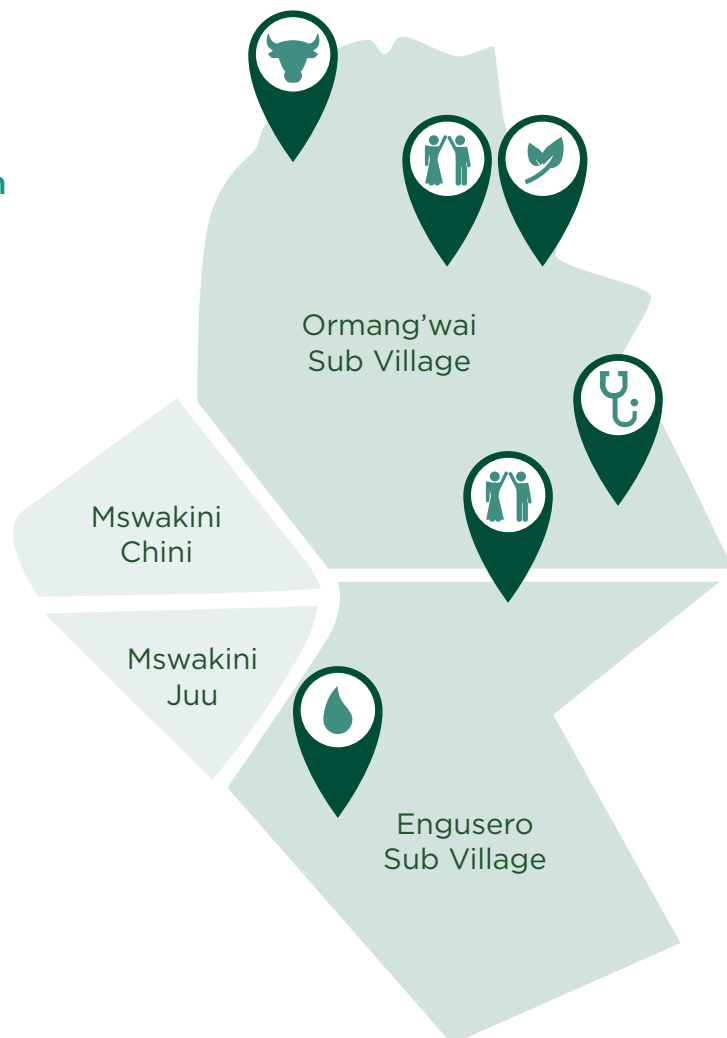 n
Ormang’wai
Sub Village
Mswakini
Chini
Mswakini
Juu
Engusero
Sub Village